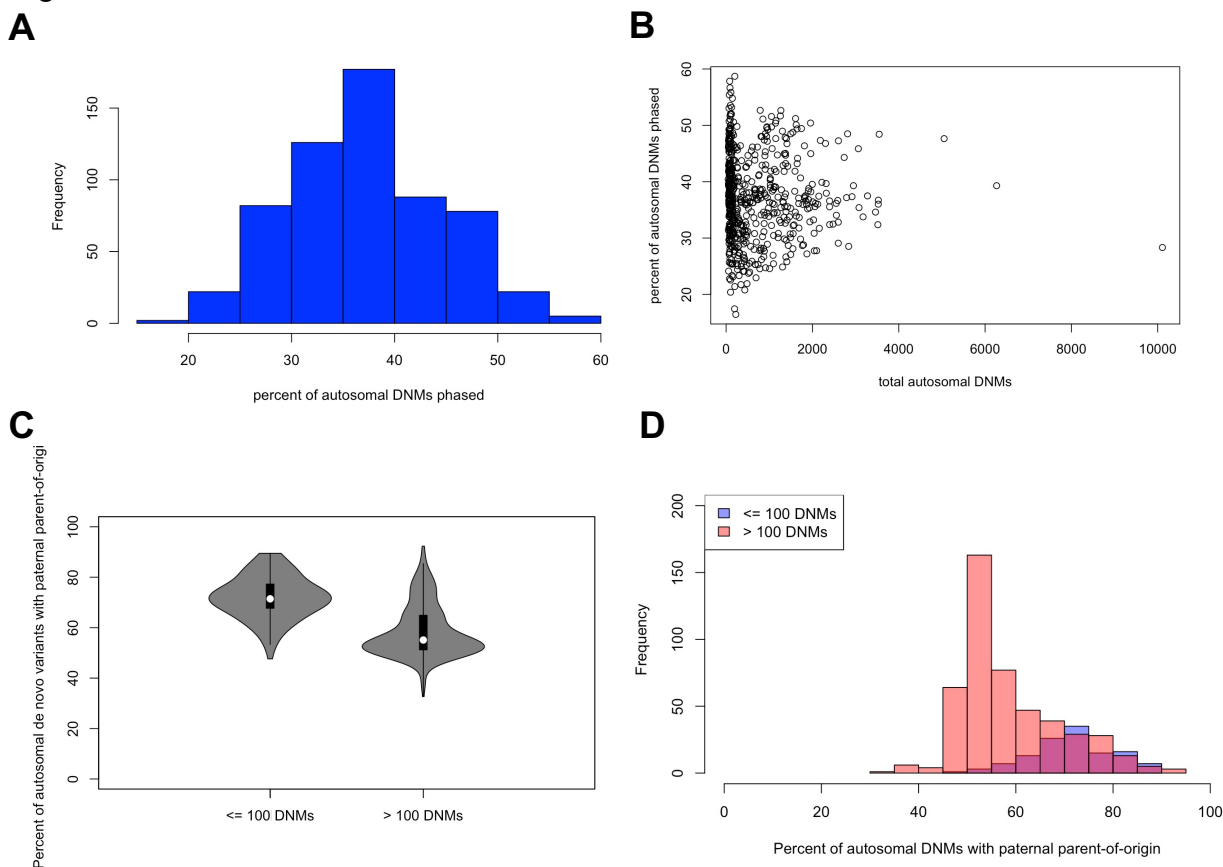 A
Frequency
0
50
100
150
20
30
40
50
60
percent of autosomal DNMs phased
B
percent of autosomal DNMs phased
20
30
40
50
60
0
2000
4000
6000
8000
10000
total autosomal DNMs
C
Percent of autosomal de novo variants with paternal parent-of-origi
0
20
40
60
80
100
<= 100 DNMs
> 100 DNMs
D
<= 100 DNMs
> 100 DNMs
Frequency
0
50
100
150
200
0
20
40
60
80
100
Percent of autosomal DNMs with paternal parent-of-origin